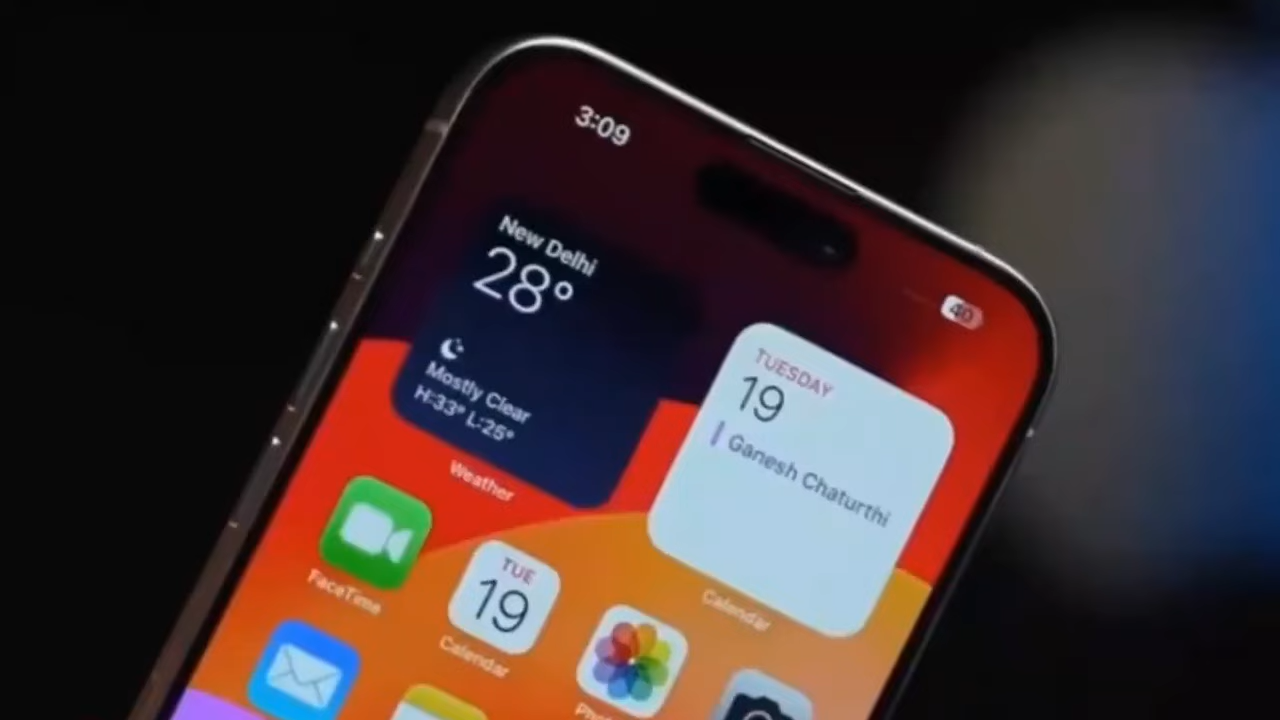 3:09
40
New Delhi
28°
Mostly Clear
H:33° L:25°
Weather
TUESDAY
19
Ganesh Chaturthi
Calendar
FaceTime
TUE
19
Calendar